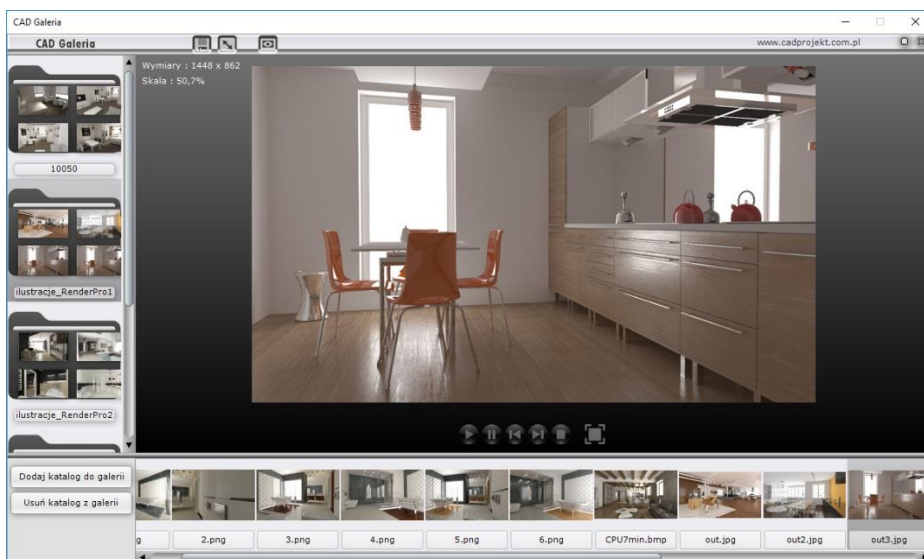 CAD Galeria
CAD Galeria
www.cadprojekt.com.pl
Wymiary : 1448 x 862
Skala : 50,7%
10050
ilustracje_RenderPro1
ilustracje_RenderPro2
Dodaj katalog do galerii
Usuń katalog z galerii
g
2.png
3.png
4.png
5.png
6.png
CPU7min.bmp
out.jpg
out2.jpg
out3.jpg